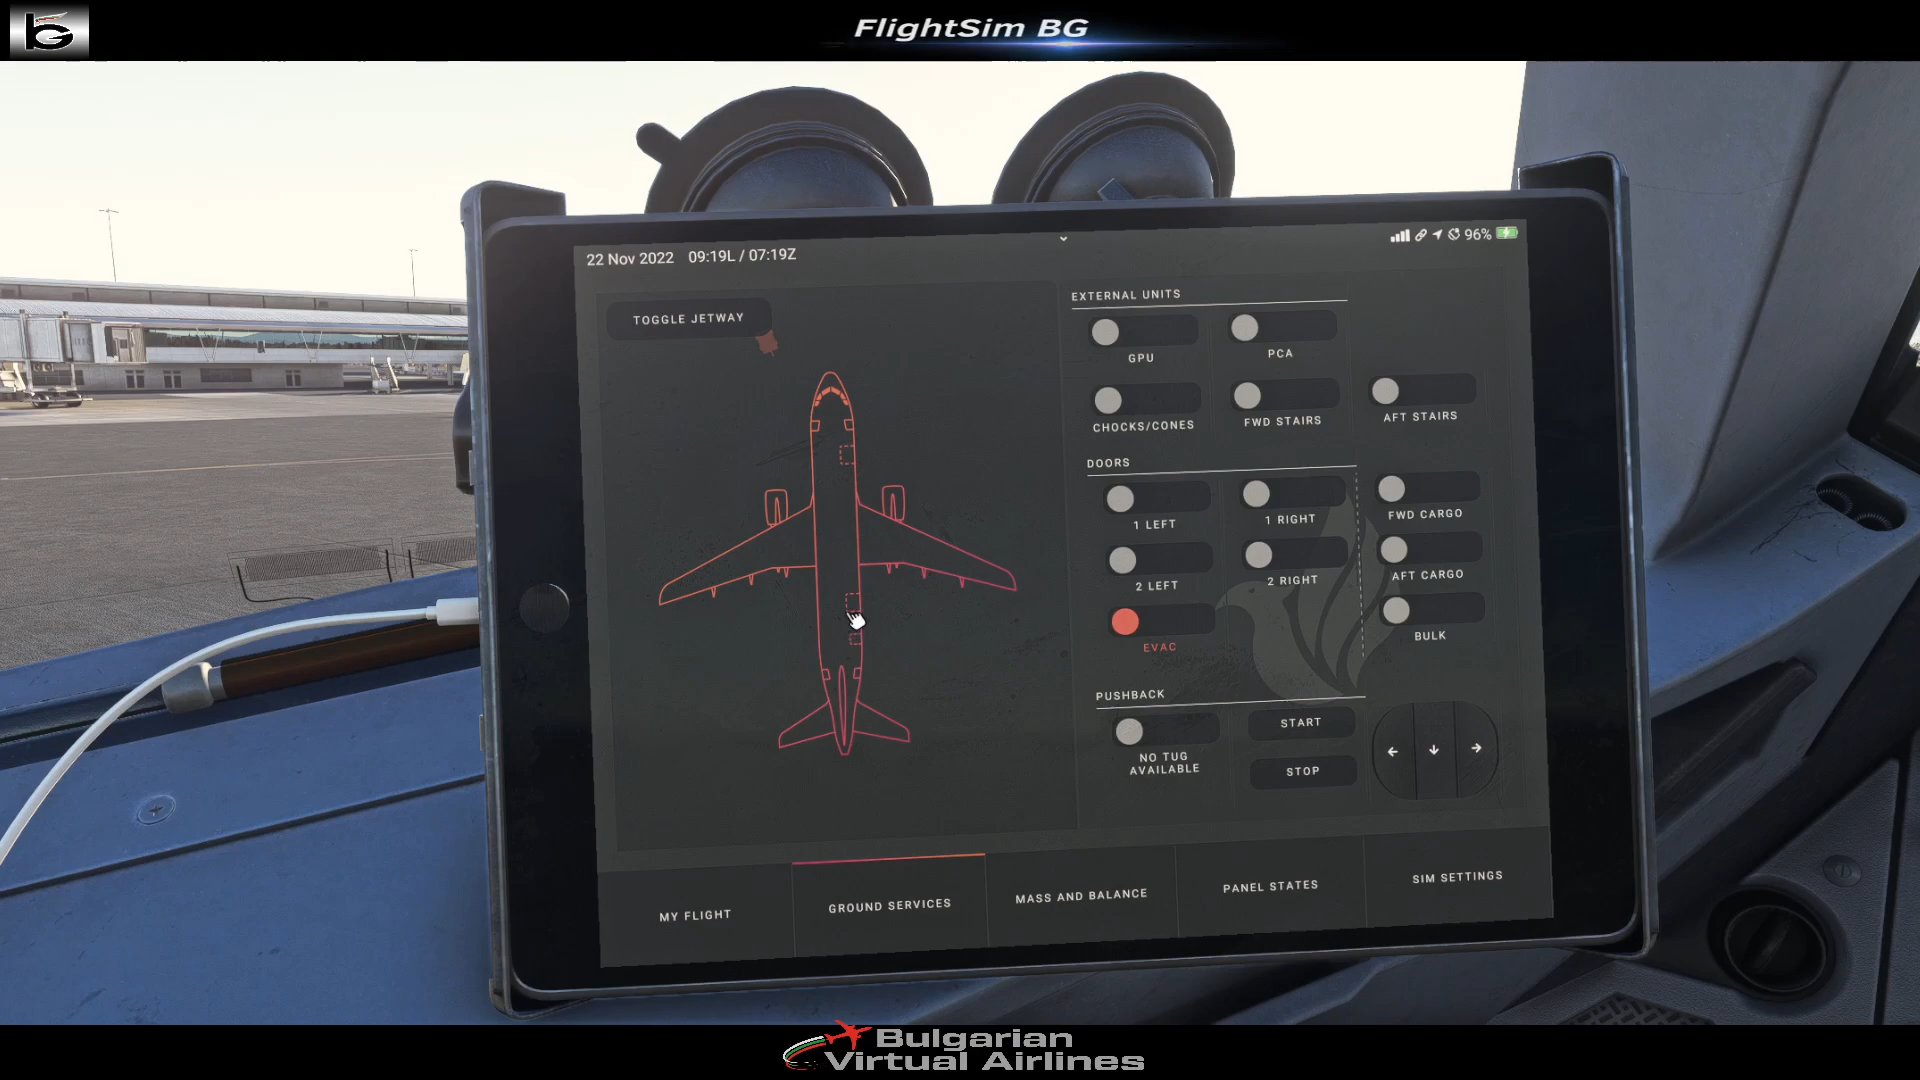 FlightSim BG
22 Nov 2022 09:19L / 07:19Z
96%
TOGGLE JETWAY
EXTERNAL UNITS
GPU
PCA
CHOCKS/CONES
FWD STAIRS
AFT STAIRS
DOORS
1 LEFT
1 RIGHT
FWD CARGO
2 LEFT
2 RIGHT
AFT CARGO
EVAC
BULK
PUSHBACK
NO TUG
AVAILABLE
START
STOP
MY FLIGHT
GROUND SERVICES
MASS AND BALANCE
PANEL STATES
SIM SETTINGS
Bulgarian
Virtual Airlines